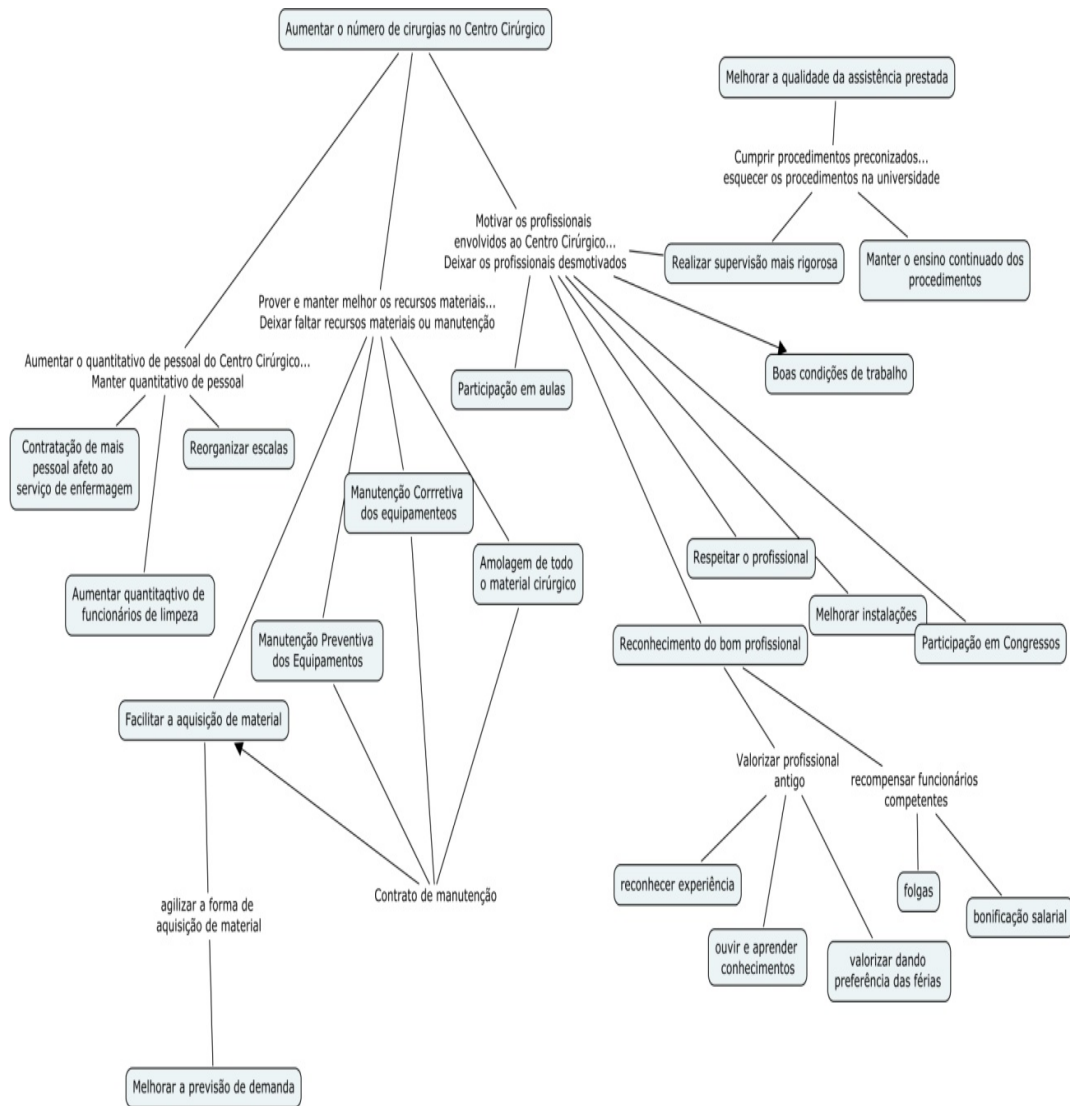 Aumentar o número de cirurgias no Centro Cirúrgico
Melhorar a qualidade da assistência prestada
Cumprir procedimentos preconizados...
esquecer os procedimentos na universidade
Motivar os profissionais
envolvidos ao Centro Cirúrgico...
Deixar os profissionais desmotivados
Realizar supervisão mais rigorosa
Manter o ensino continuado dos
procedimentos
Prover e manter melhor os recursos materiais...
Deixar faltar recursos materiais ou manutenção
Aumentar o quantitativo de pessoal do Centro Cirúrgico...
Manter quantitativo de pessoal
Participação em aulas
Boas condições de trabalho
Contratação de mais
pessoal afeto ao
serviço de enfermagem
Reorganizar escalas
Manutenção Corrretiva
dos equipamenteos
Amolagem de todo
o material cirúrgico
Respeitar o profissional
Aumentar quantitaqtivo de
funcionários de limpeza
Melhorar instalações
Manutenção Preventiva
dos Equipamentos
Reconhecimento do bom profissional
Participação em Congressos
Facilitar a aquisição de material
Valorizar profissional
antigo
recompensar funcionários
competentes
reconhecer experiência
folgas
Contrato de manutenção
agilizar a forma de
aquisição de material
bonificação salarial
ouvir e aprender
conhecimentos
valorizar dando
preferência das férias
Melhorar a previsão de demanda